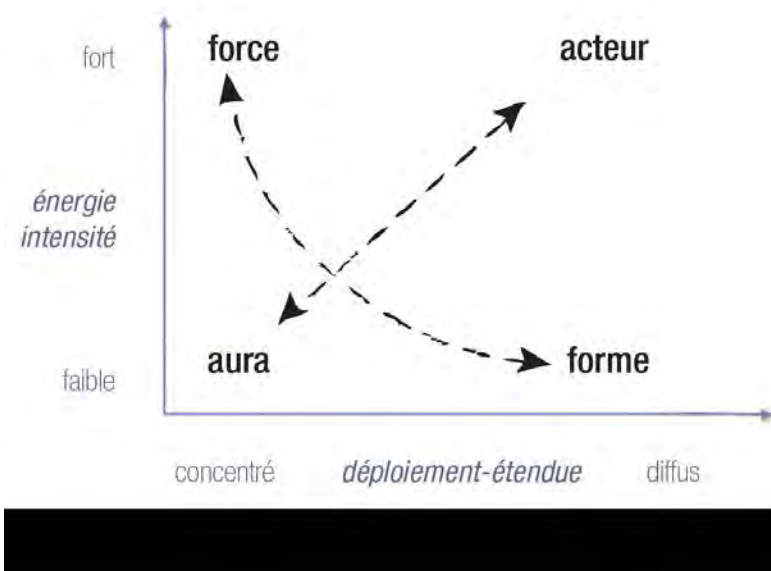 force
acteur
fort
énergie
intensité
aura
forme
faible
concentré
déploiement-étendue
diffus